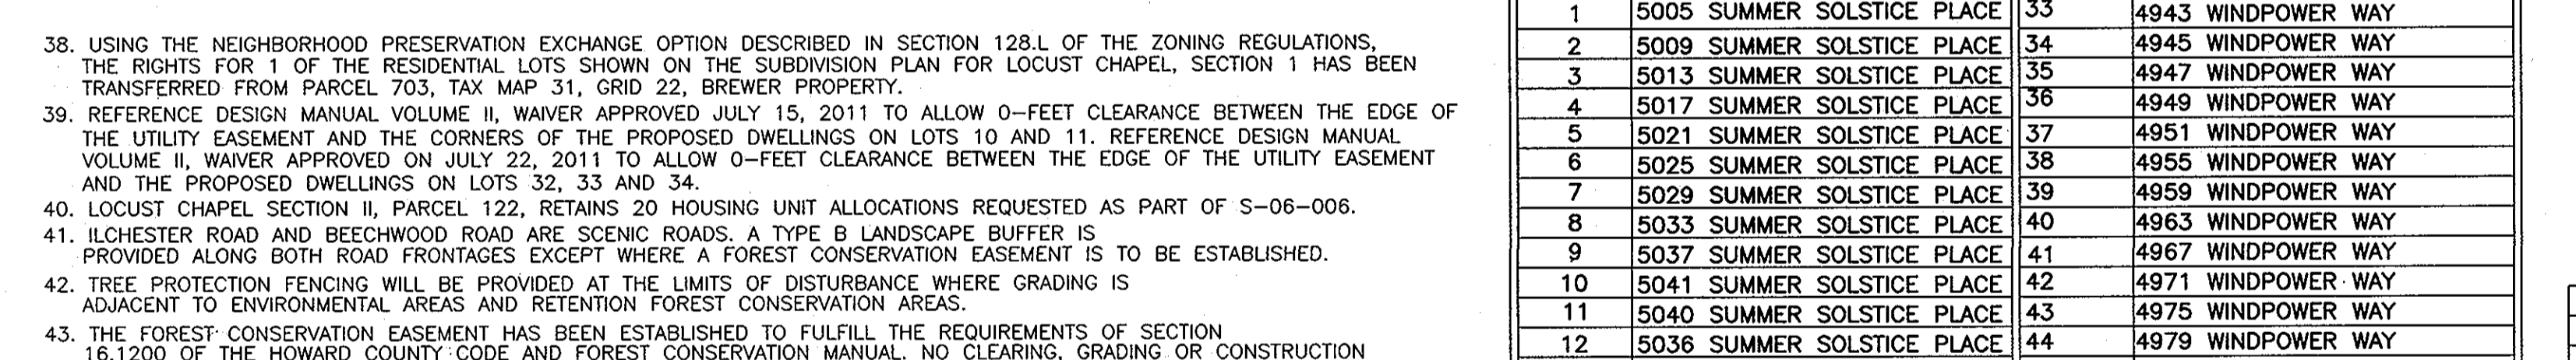 38. USING THE NEIGHBORHOOD PRESERVATION EXCHANGE OPTION DESCRIBED IN SECTION 128.L OF THE ZONING REGULATIONS,
THE RIGHTS FOR 1 OF THE RESIDENTIAL LOTS SHOWN ON THE SUBDIVISION PLAN FOR LOCUST CHAPEL, SECTION 1 HAS BEEN
TRANSFERRED FROM PARCEL 703, TAX MAP 31, GRID 22, BREWER PROPERTY.
39. REFERENCE DESIGN MANUAL VOLUME II, WAIVER APPROVED JULY 15, 2011 TO ALLOW 0-FEET CLEARANCE BETWEEN THE EDGE OF
THE UTILITY EASEMENT AND THE CORNERS OF THE PROPOSED DWELLINGS ON LOTS 10 AND 11. REFERENCE DESIGN MANUAL
VOLUME II, WAIVER APPROVED ON JULY 22, 2011 TO ALLOW 0-FEET CLEARANCE BETWEEN THE EDGE OF THE UTILITY EASEMENT
AND THE PROPOSED DWELLINGS ON LOTS 32, 33 AND 34.
40. LOCUST CHAPEL SECTION II, PARCEL 122, RETAINS 20 HOUSING UNIT ALLOCATIONS REQUESTED AS PART OF S-06-006.
41. ILCHESTER ROAD AND BEECHWOOD ROAD ARE SCENIC ROADS. A TYPE B LANDSCAPE BUFFER IS
PROVIDED ALONG BOTH ROAD FRONTAGES EXCEPT WHERE A FOREST CONSERVATION EASEMENT IS TO BE ESTABLISHED.
42. TREE PROTECTION FENCING WILL BE PROVIDED AT THE LIMITS OF DISTURBANCE WHERE GRADING IS
ADJACENT TO ENVIRONMENTAL AREAS AND RETENTION FOREST CONSERVATION AREAS.
43. THE FOREST CONSERVATION EASEMENT HAS BEEN ESTABLISHED TO FULFILL THE REQUIREMENTS OF SECTION
16.1200 OF THE HOWARD COUNTY CODE AND FOREST CONSERVATION MANUAL. NO CLEARING, GRADING OR CONSTRUCTION
1 5005 SUMMER SOLSTICE PLACE 33 4943 WINDPOWER WAY
2 5009 SUMMER SOLSTICE PLACE 34 4945 WINDPOWER WAY
3 5013 SUMMER SOLSTICE PLACE 35 4947 WINDPOWER WAY
4 5017 SUMMER SOLSTICE PLACE 36 4949 WINDPOWER WAY
5 5021 SUMMER SOLSTICE PLACE 37 4951 WINDPOWER WAY
6 5025 SUMMER SOLSTICE PLACE 38 4955 WINDPOWER WAY
7 5029 SUMMER SOLSTICE PLACE 39 4959 WINDPOWER WAY
8 5033 SUMMER SOLSTICE PLACE 40 4963 WINDPOWER WAY
9 5037 SUMMER SOLSTICE PLACE 41 4967 WINDPOWER WAY
10 5041 SUMMER SOLSTICE PLACE 42 4971 WINDPOWER WAY
11 5040 SUMMER SOLSTICE PLACE 43 4975 WINDPOWER WAY
12 5036 SUMMER SOLSTICE PLACE 44 4979 WINDPOWER WAY